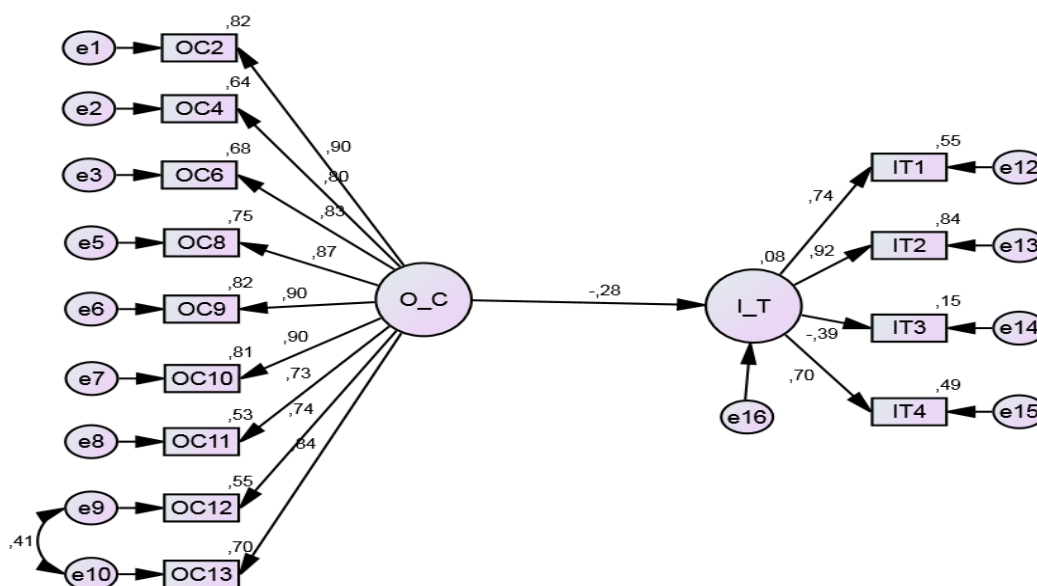 ,82
e1 OC2
,64
e2 OC4
,90
,80
,68
e3 OC6
,83
,55
IT1 e12
,74
,75
e5 OC8
,87
,84
,92 IT2 e13
,08
,82
e6 OC9
,90
O_C
-,28
I_T
,15
IT3 e14
-,39
,90
,81
e7 OC10
,73
,70
,49
IT4 e15
e16
,74
,53
e8 OC11
,84
,55
e9 OC12
,41
,70
e10 OC13